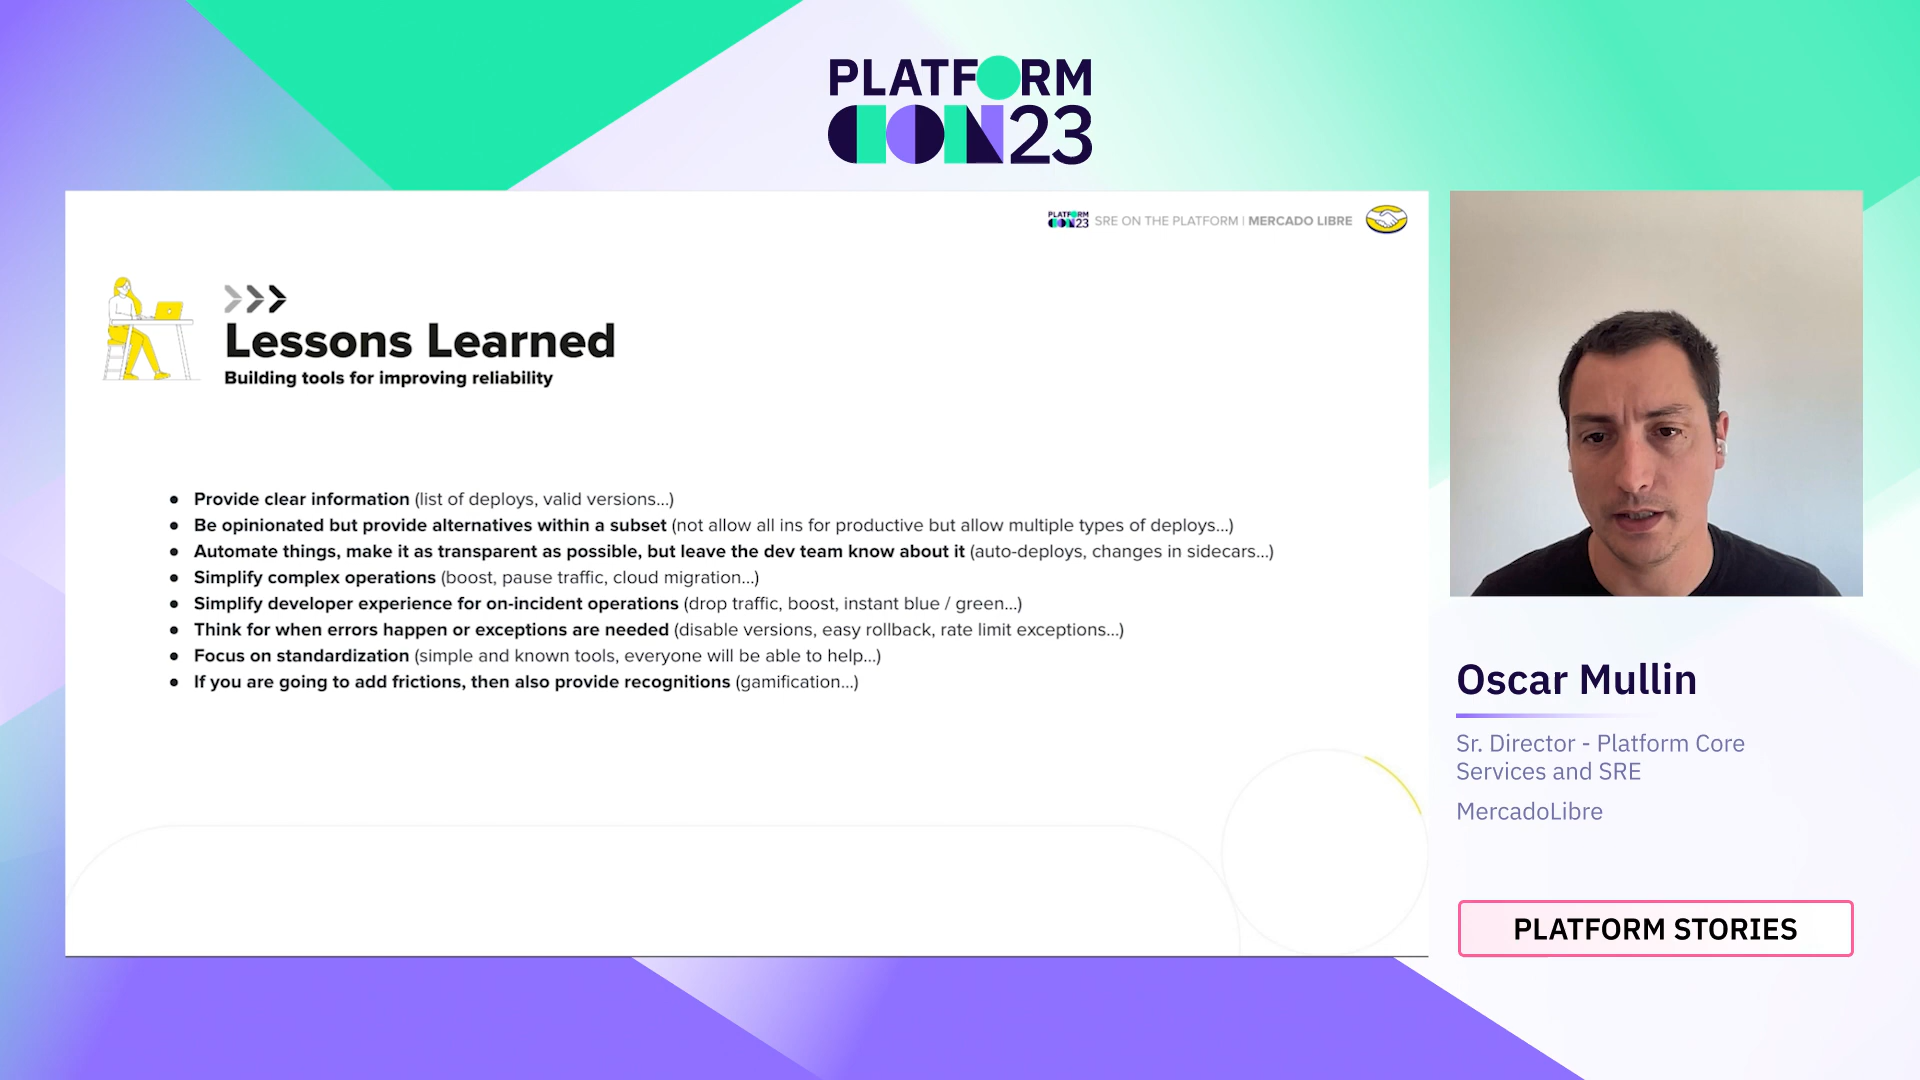 PLATFORM
CON23
PLATFORM
CON23
SRE ON THE PLATFORM | MERCADO LIBRE
Lessons Learned
Building tools for improving reliability
● Provide clear information (list of deploys, valid versions...)
● Be opinionated but provide alternatives within a subset (not allow all ins for productive but allow multiple types of deploys...)
● Automate things, make it as transparent as possible, but leave the dev team know about it (auto-deploys, changes in sidecars...)
● Simplify complex operations (boost, pause traffic, cloud migration...)
● Simplify developer experience for on-incident operations (drop traffic, boost, instant blue / green...)
● Think for when errors happen or exceptions are needed (disable versions, easy rollback, rate limit exceptions...)
● Focus on standardization (simple and known tools, everyone will be able to help...)
● If you are going to add frictions, then also provide recognitions (gamification...)
Oscar Mullin
Sr. Director - Platform Core
Services and SRE
MercadoLibre
PLATFORM STORIES